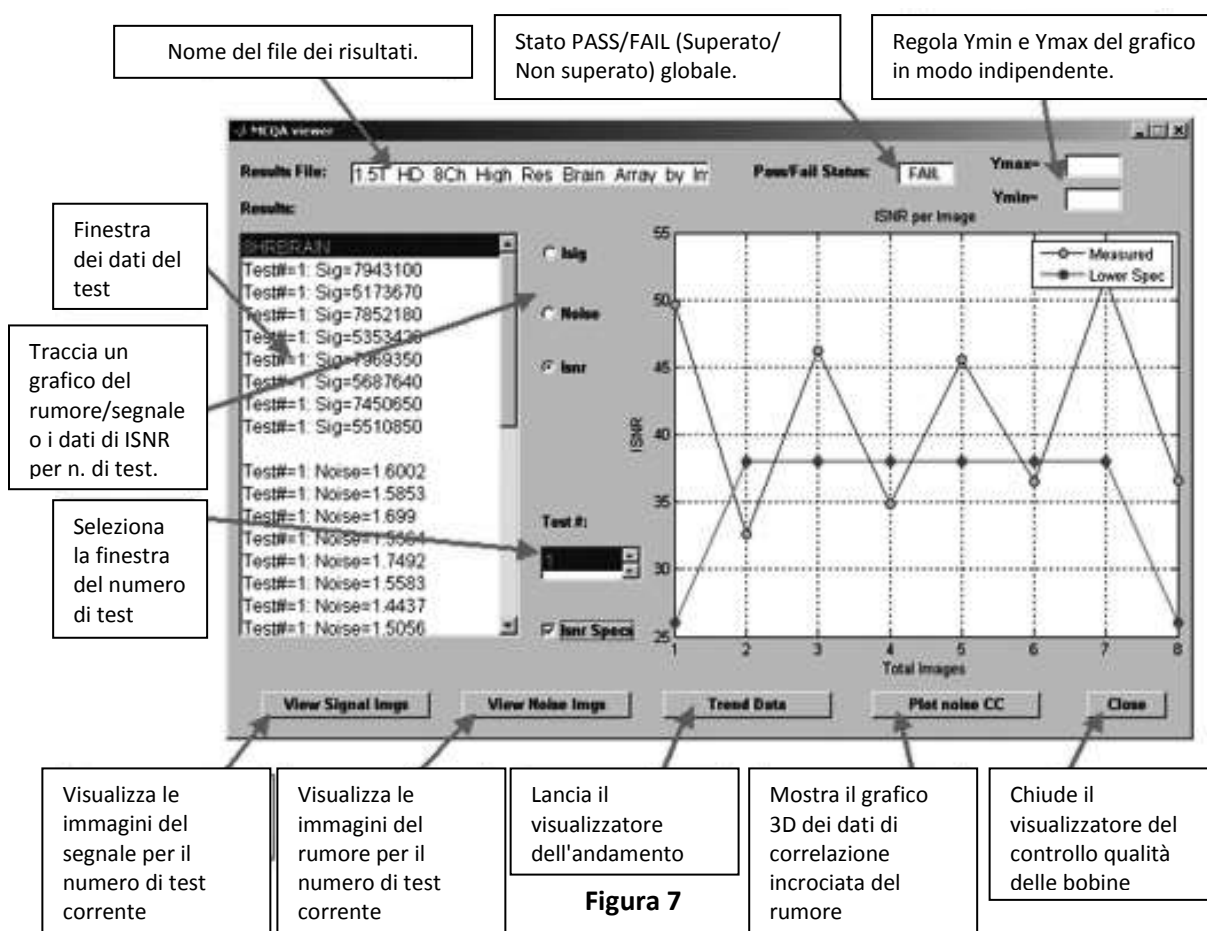 Nome del file dei risultati.
Stato PASS/FAIL (Superato/
Non superato) globale.
Regola Ymin e Ymax del grafico
in modo indipendente.
MCQA viewer
Results File:
1.5T HD 8Ch High Res Brain Array by In
Pass/Fail Status:
FAIL
Ymax=
Ymin=
Results:
Finestra
dei dati del
test
Traccia un
grafico del
rumore/segnale
o i dati di ISNR
per n. di test.
Seleziona
la finestra
del numero
di test
8HRBRAIN
Test#=1: Sig=7943100
Test#=1: Sig=5173670
Test#=1: Sig=7852180
Test#=1:
Test#=1: Sig=7969350
Test#=1: Sig=5687640
Test#=1: Sig=7450650
Test#=1: Sig=5510850
Test#=1: Noise=1.6002
Test#=1: Noise=1.5853
Test#=1: Noise=1.699
Test#=1:
Test#=1: Noise=1.7492
Test#=1: Noise=1.5583
Test#=1: Noise=1.4437
Test#=1: Noise=1.5056
Isig
Noise
Isnr
Test #:
1
Isnr Specs
ISNR per Image
Measured
Lower Spec
ISNR
55
50
45
40
35
30
25
1 2 3 4 5 6 7 8
Total Images
View Signal Imgs
View Noise Imgs
Trend Data
Plot noise CC
Close
Visualizza le
immagini del
segnale per il
numero di test
corrente
Visualizza le
immagini del
rumore per il
numero di test
corrente
Lancia il
visualizzatore
dell'andamento
Mostra il grafico
3D dei dati di
correlazione
incrociata del
rumore
Chiude il
visualizzatore del
controllo qualità
delle bobine
Figura 7